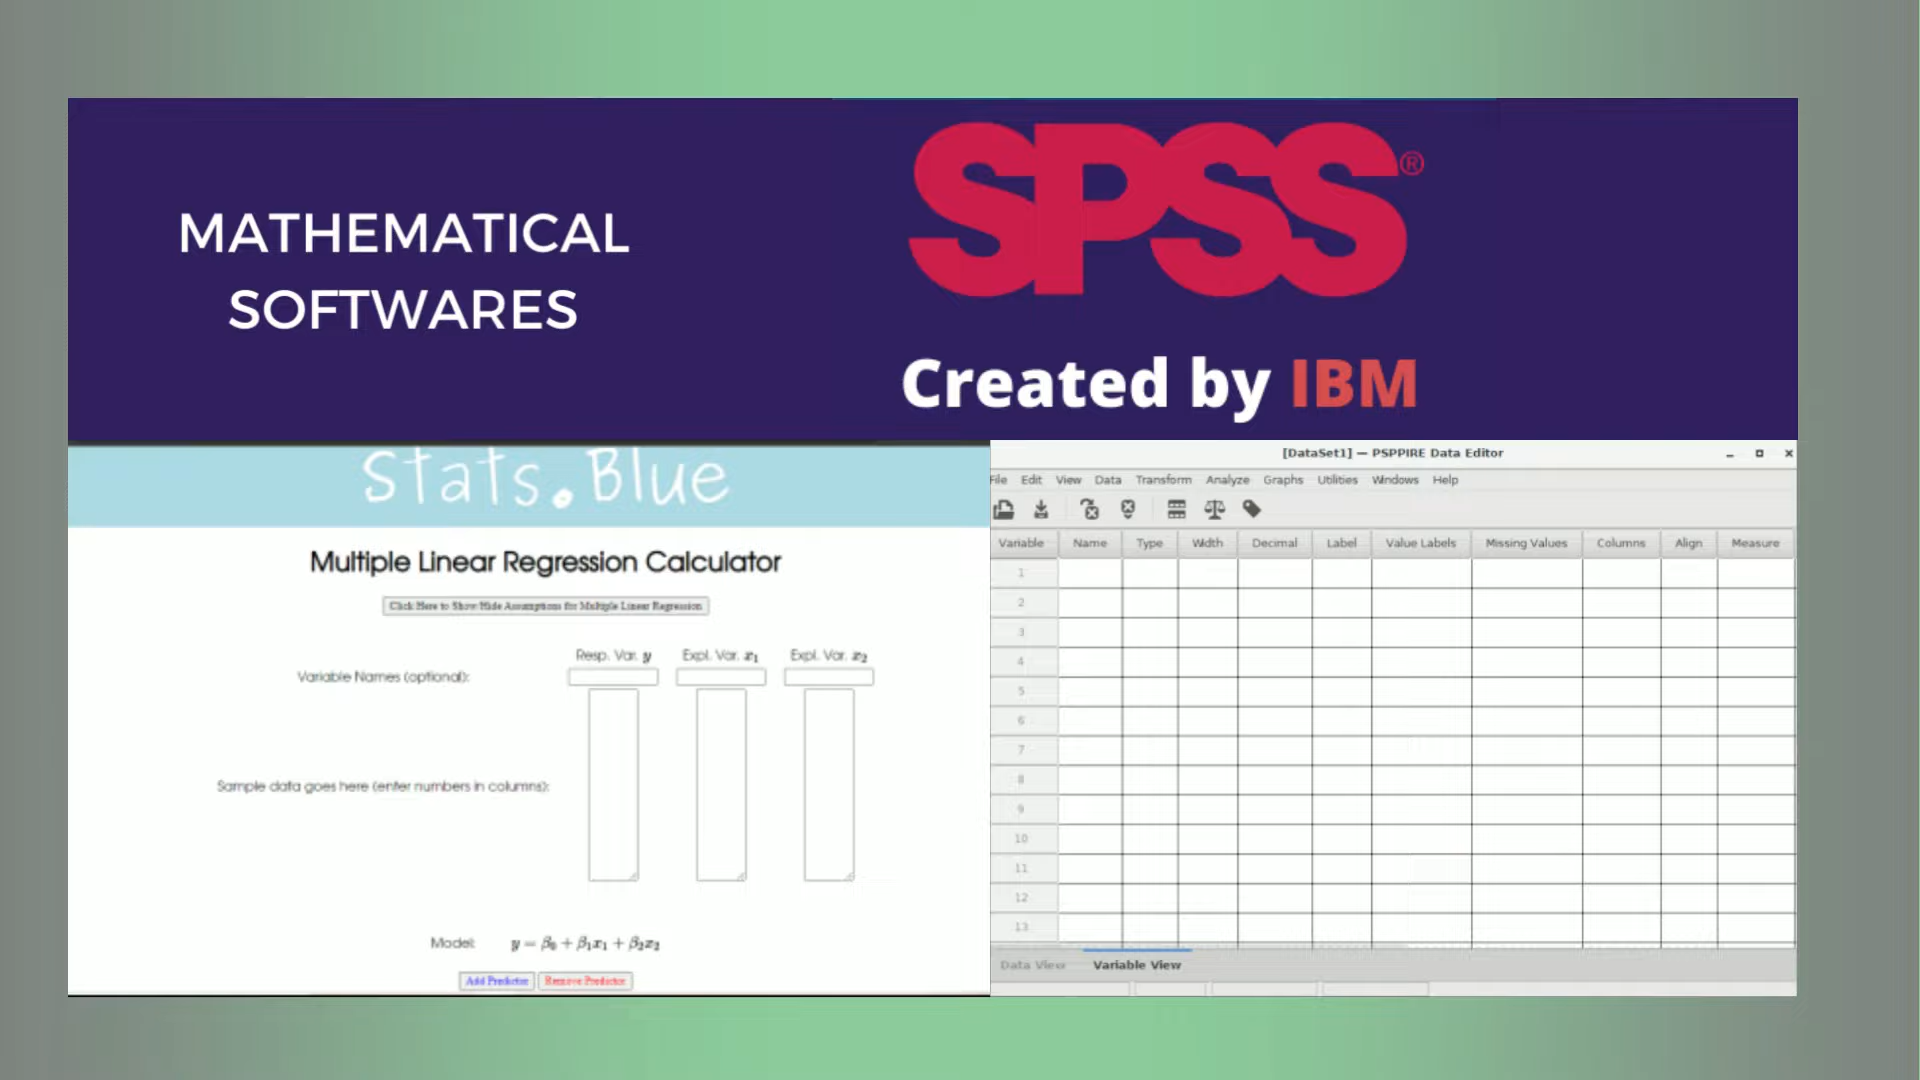 MATHEMATICAL
SOFTWARES
SPSS®
Created by IBM
Stats.Blue
Multiple Linear Regression Calculator
Click Here to Show/Hide Assumptions for Multiple Linear Regression
Resp. Var. y Expl. Var. x₁ Expl. Var. x₂
Variable Names (optional):
Sample data goes here (enter numbers in columns):
Model: y = β₀ + β₁x₁ + β₂x₂
Add Predictor Remove Predictor
[DataSet1] — PSPPIRE Data Editor
File Edit View Data Transform Analyze Graphs Utilities Windows Help
Variable Name Type Width Decimal Label Value Labels Missing Values Columns Align Measure
1
2
3
4
5
6
7
8
9
10
11
12
13
Data View Variable View